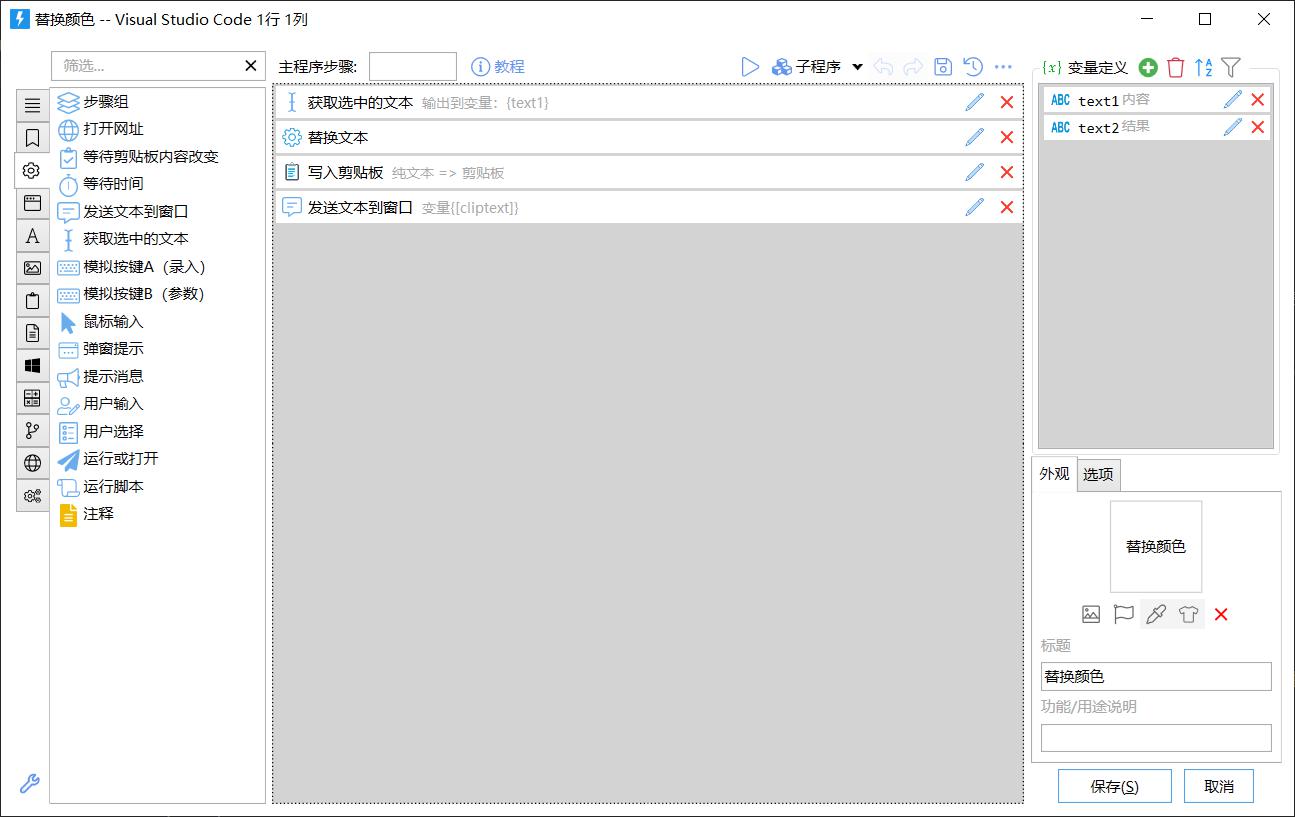 替换颜色 -- Visual Studio Code 1行 1列
筛选...
主程序步骤:
教程
子程序
{x} 变量定义
步骤组
打开网址
等待剪贴板内容改变
等待时间
发送文本到窗口
获取选中的文本
模拟按键A（录入）
模拟按键B（参数）
鼠标输入
弹窗提示
提示消息
用户输入
用户选择
运行或打开
运行脚本
注释
获取选中的文本 输出到变量：{text1}
替换文本
写入剪贴板 纯文本 => 剪贴板
发送文本到窗口 变量{[cliptext]}
ABC text1 内容
ABC text2 结果
外观 选项
替换颜色
标题
替换颜色
功能/用途说明
保存(S) 取消